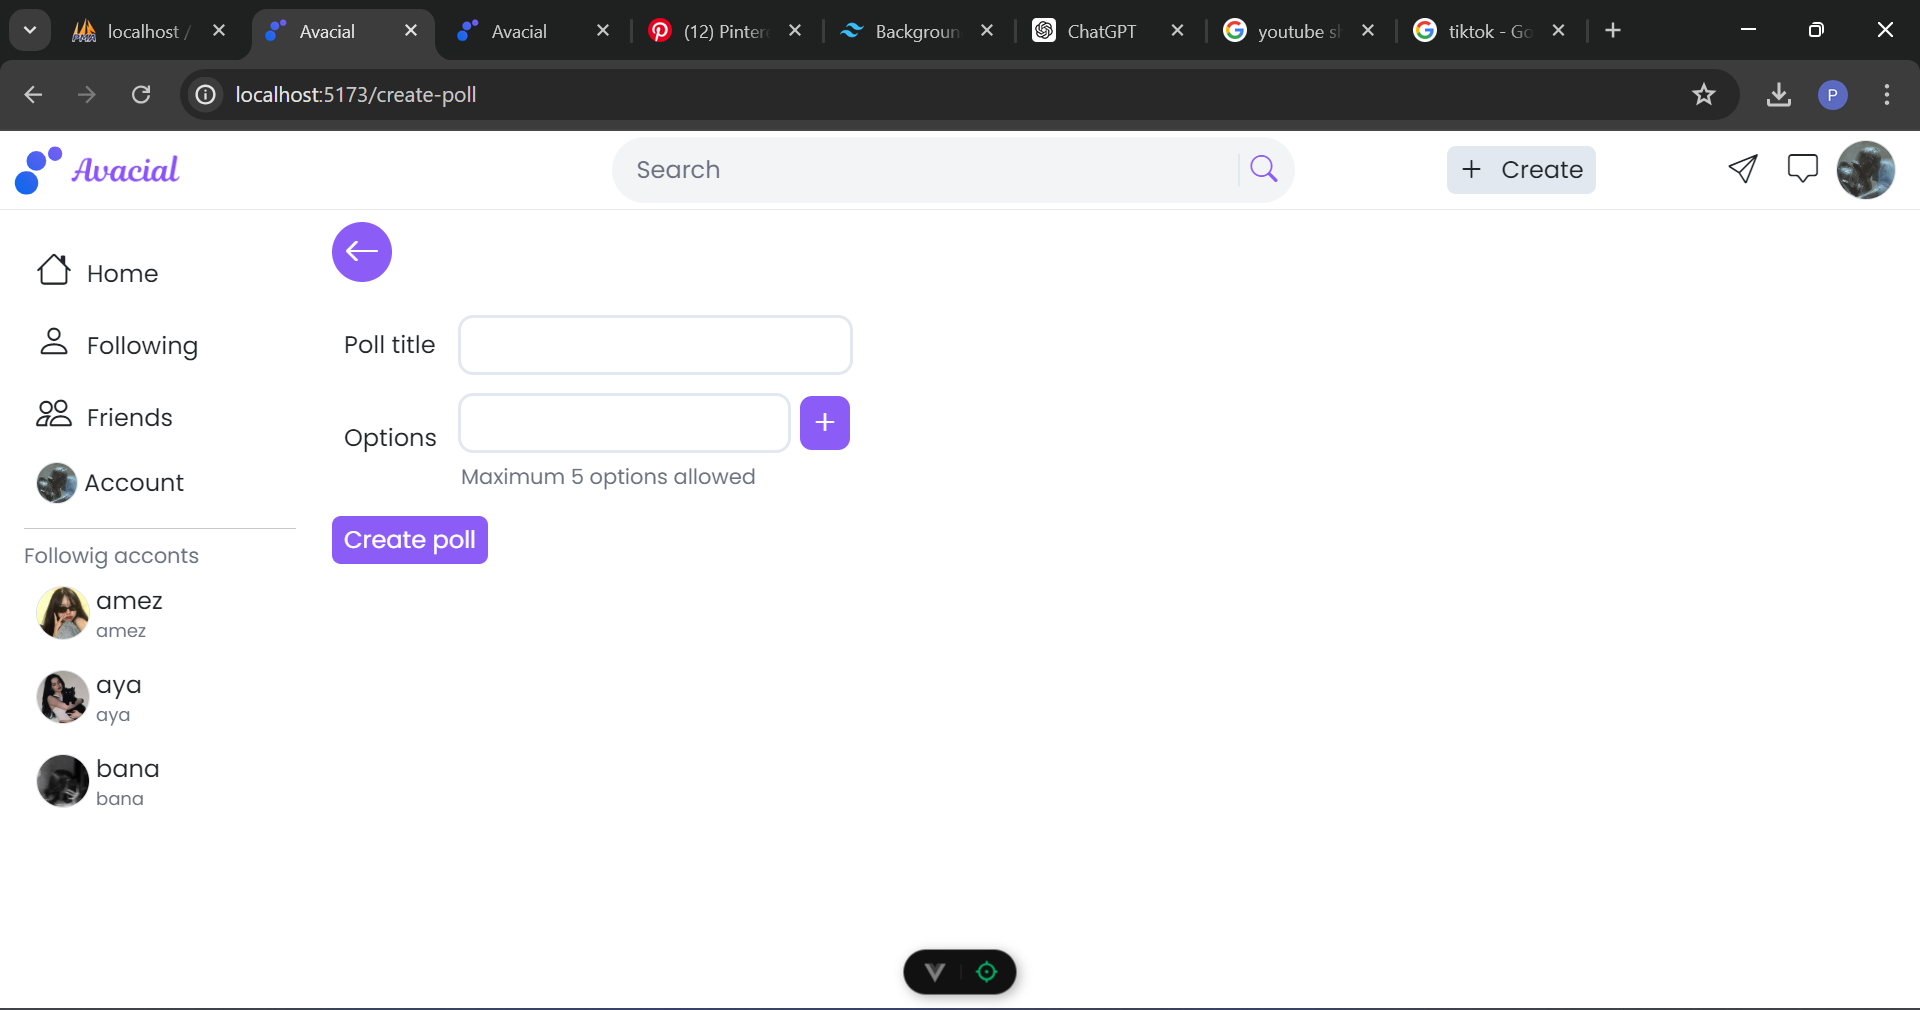 localhost /
Avacial
Avacial
(12) Pinter
Backgroun
ChatGPT
youtube s
tiktok - Go
localhost:5173/create-poll
P
Avacial
Search
+ Create
Home
Following
Friends
Account
Followig acconts
amez
amez
aya
aya
bana
bana
Poll title
Options
+
Maximum 5 options allowed
Create poll